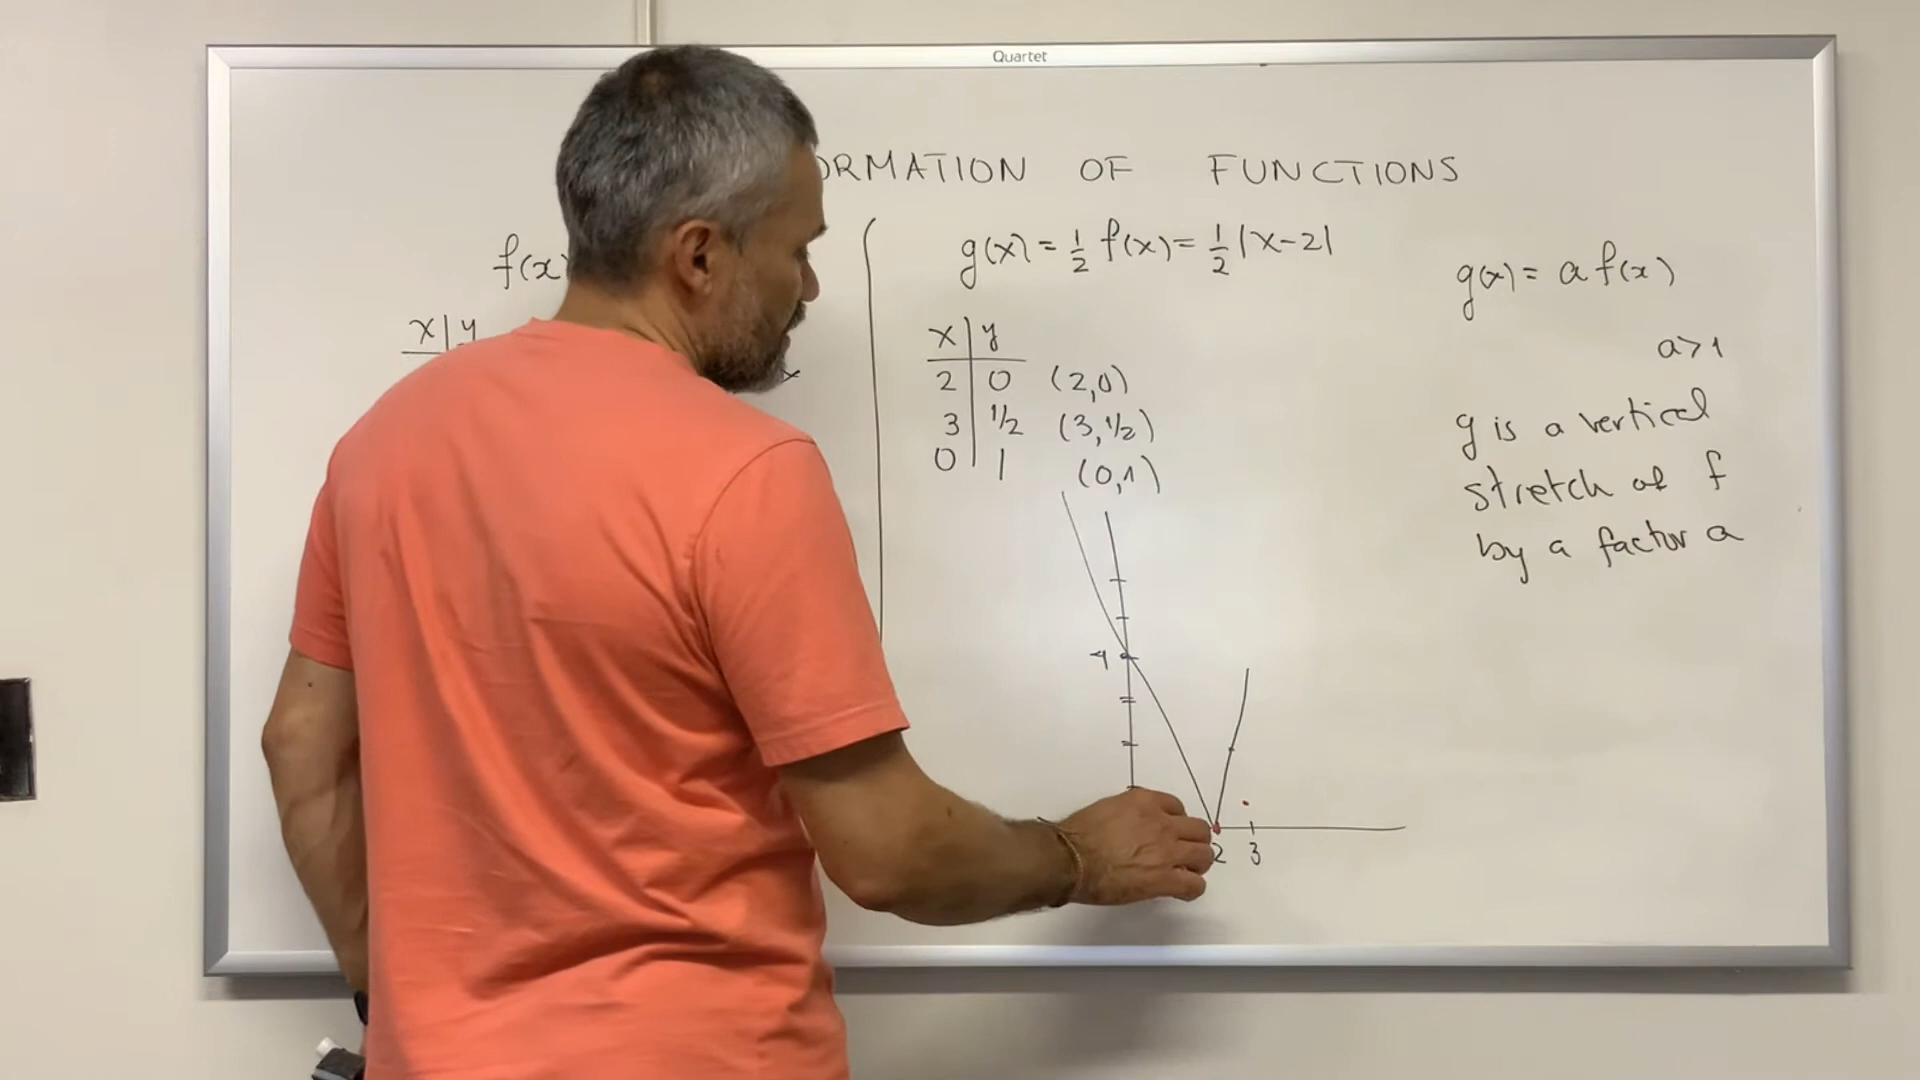 Quartet
ORMATION OF FUNCTIONS
f(x)
x | y
g(x) = 1/2 f(x) = 1/2 |x-2|
x | y
2 | 0 (2,0)
3 | 1/2 (3,1/2)
0 | 1 (0,1)
4
2 3
g(x) = a f(x)
a>1
g is a vertical
stretch of f
by a factor a